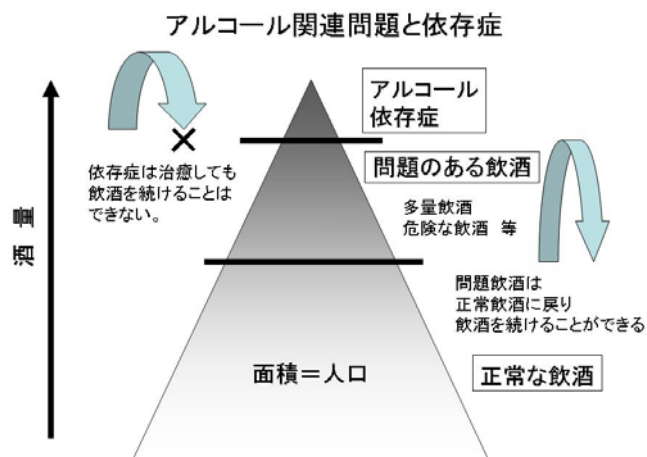 アルコール関連問題と依存症
アルコール
依存症
依存症は治癒しても
飲酒を続けることは
できない。
問題のある飲酒
多量飲酒
危険な飲酒 等
酒 量
問題飲酒は
正常飲酒に戻り
飲酒を続けることができる
面積＝人口
正常な飲酒